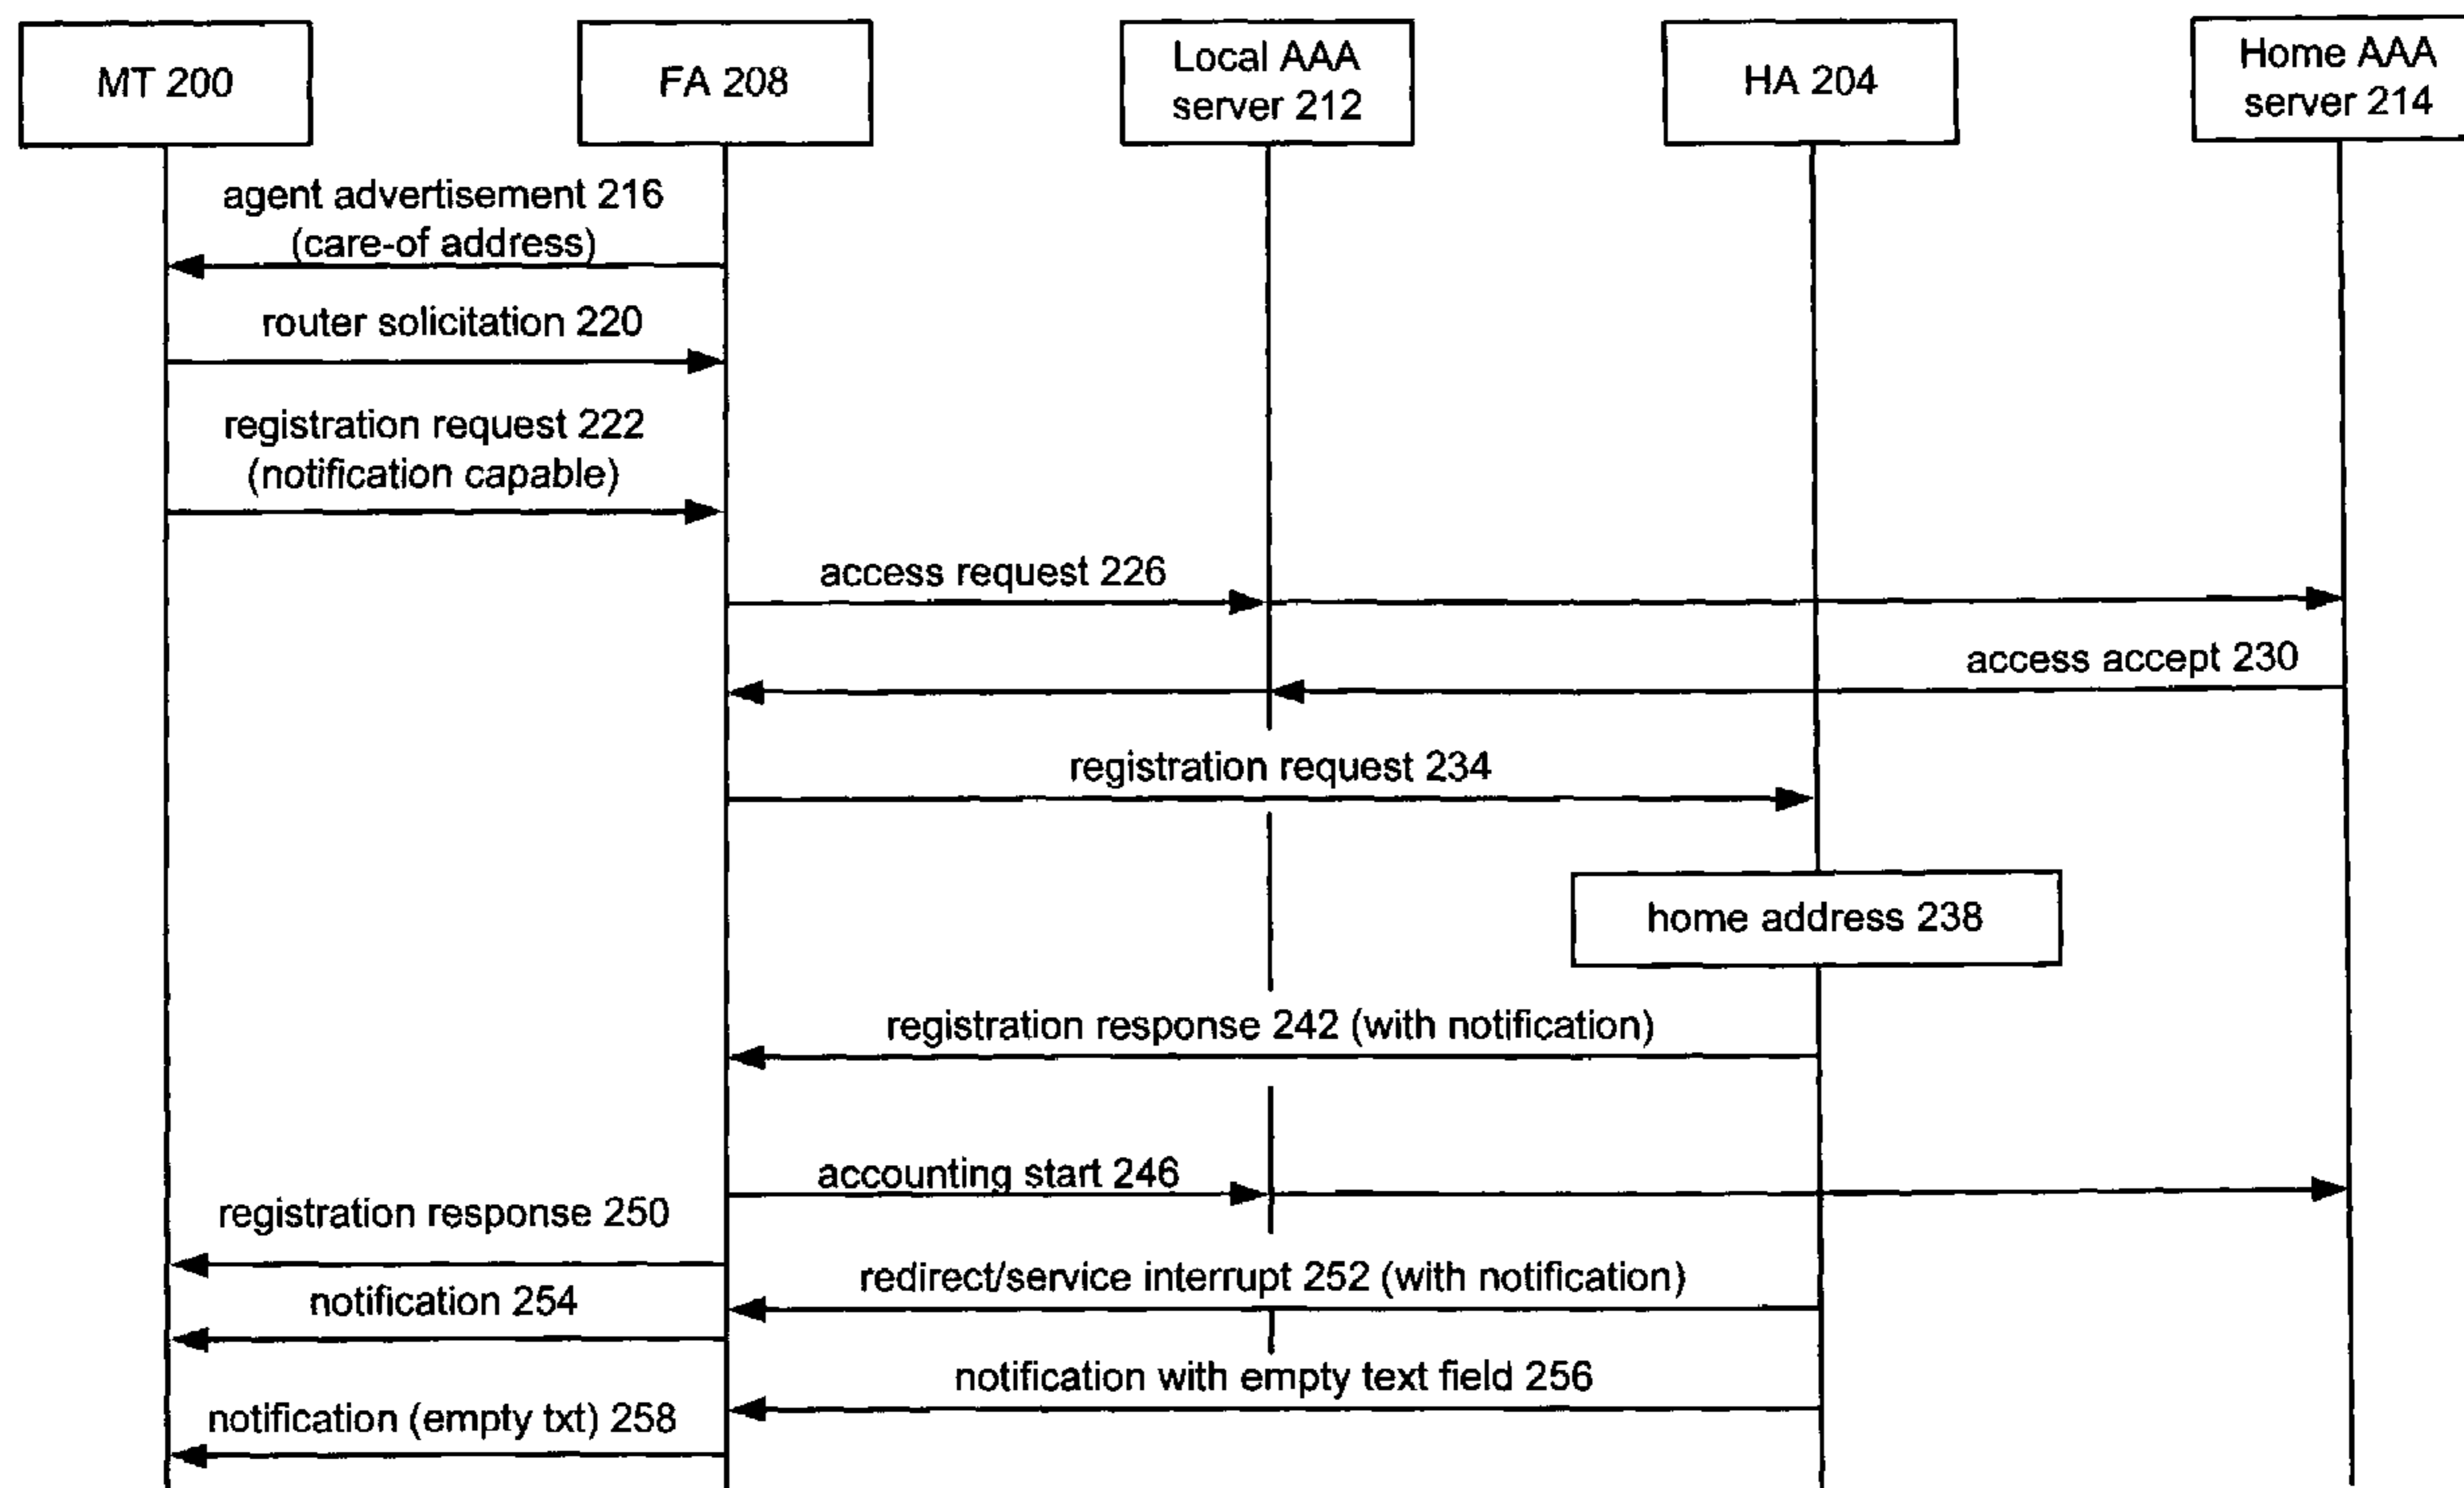 MT 200
FA 208
Local AAA
server 212
HA 204
Home AAA
server 214
agent advertisement 216
(care-of address)
router solicitation 220
registration request 222
(notification capable)
access request 226
access accept 230
registration request 234
home address 238
registration response 242 (with notification)
accounting start 246
registration response 250
redirect/service interrupt 252 (with notification)
notification 254
notification with empty text field 256
notification (empty txt) 258